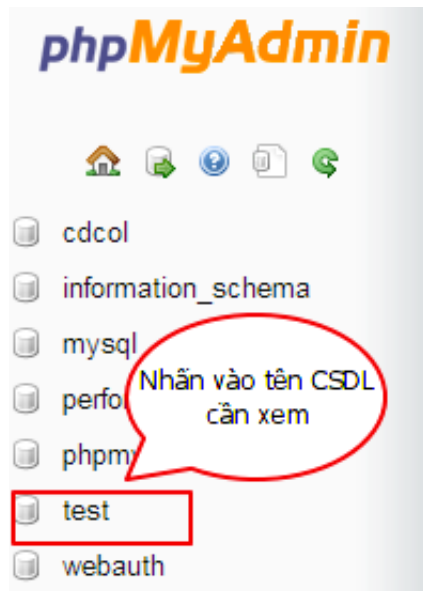 phpMyAdmin
cdcol
information_schema
mysql
Nhấn vào tên CSDL
cần xem
test
webauth